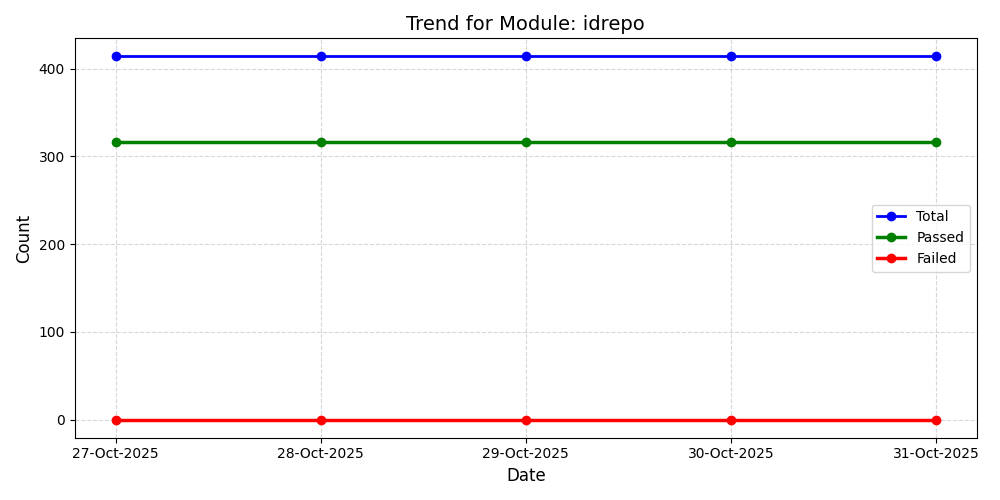 Trend for Module: idrepo
400
300
200
100
0
Count
Total
Passed
Failed
27-Oct-2025
28-Oct-2025
29-Oct-2025
30-Oct-2025
31-Oct-2025
Date